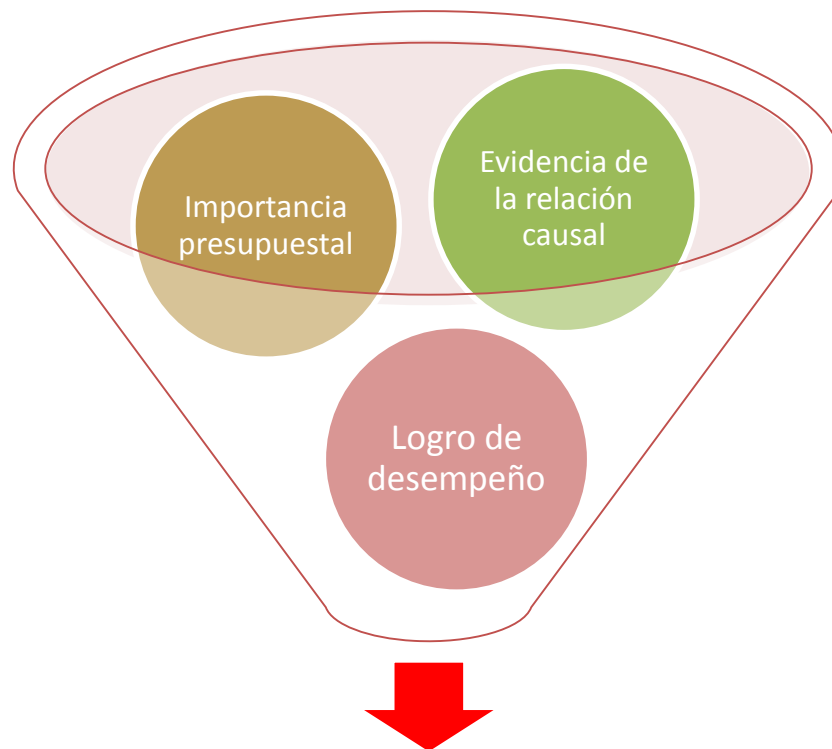 Importancia
presupuestal
Evidencia de
la relación
causal
Logro de
desempeño